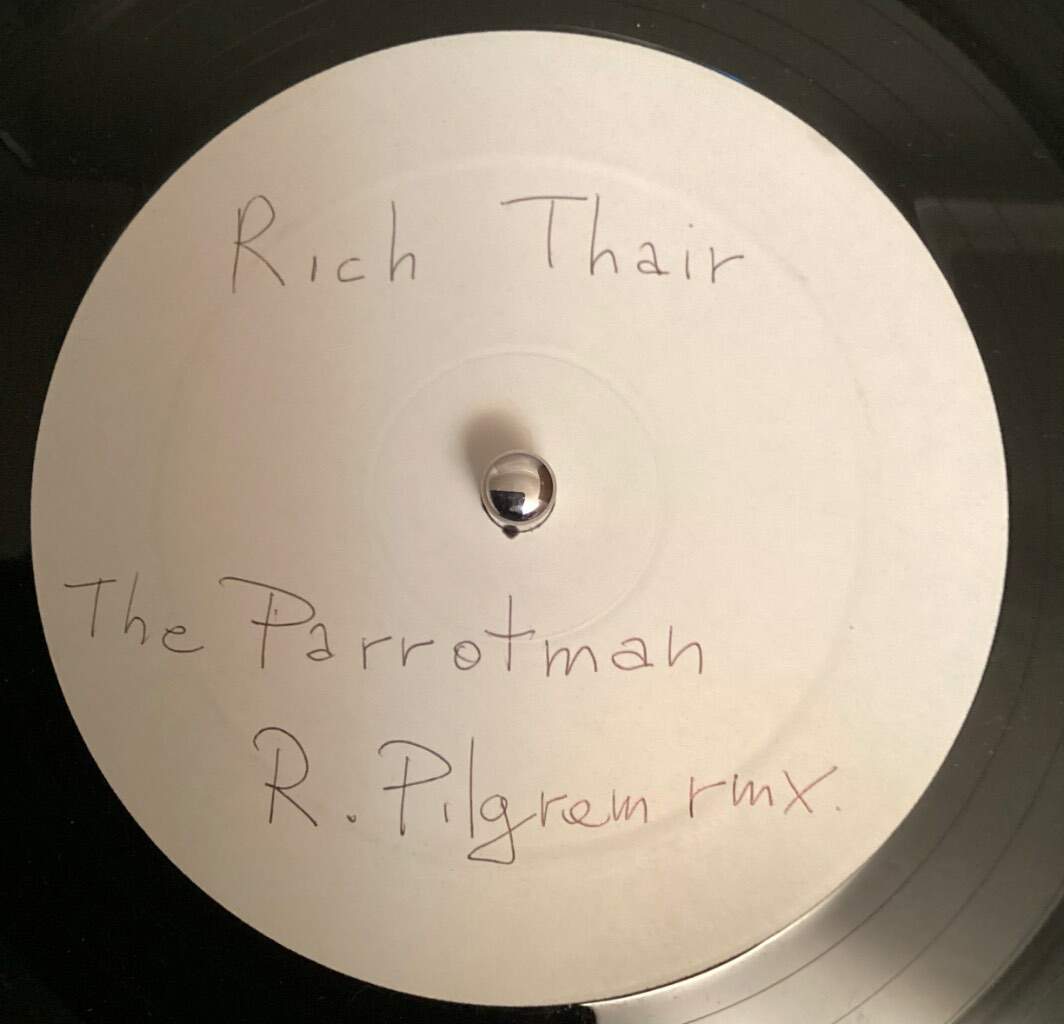 Rich Thair
The Parrotman
R. Pilgrem rmx.